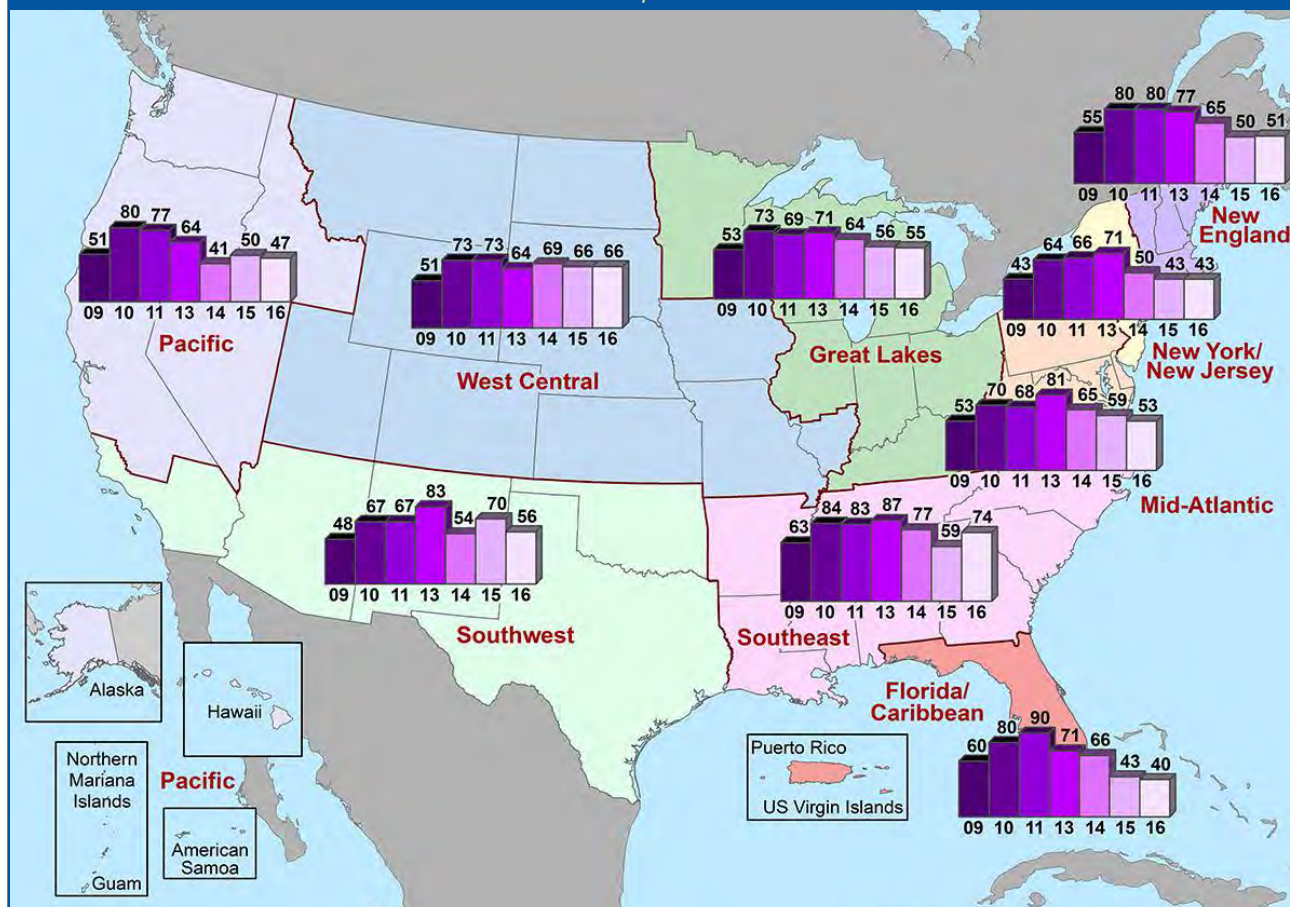 55 80 80 77 65 50 51
09 10 11 13 14 15 16
New
England
51 80 77 64 41 50 47
09 10 11 13 14 15 16
Pacific
51 73 73 64 69 66 66
09 10 11 13 14 15 16
West Central
53 73 69 71 64 56 55
09 10 11 13 14 15 16
Great Lakes
43 64 66 71 50 43 43
09 10 11 13 14 15 16
New York/
New Jersey
53 70 68 81 65 59 53
09 10 11 13 14 15 16
Mid-Atlantic
48 67 67 83 54 70 56
09 10 11 13 14 15 16
Southwest
63 84 83 87 77 59 74
09 10 11 13 14 15 16
Southeast
Florida/
Caribbean
60 80 90 71 66 43 40
09 10 11 13 14 15 16
Alaska
Hawaii
Northern
Mariana
Islands
Guam
Pacific
American
Samoa
Puerto Rico
US Virgin Islands